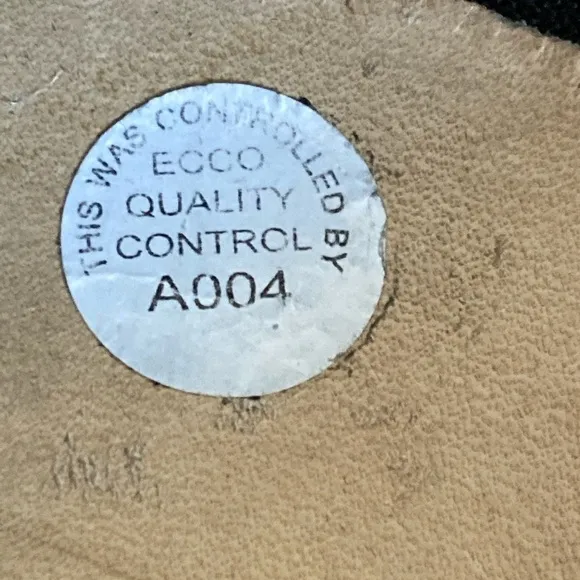 THIS WAS CONTROLLED BY
ECCO
QUALITY
CONTROL
A004